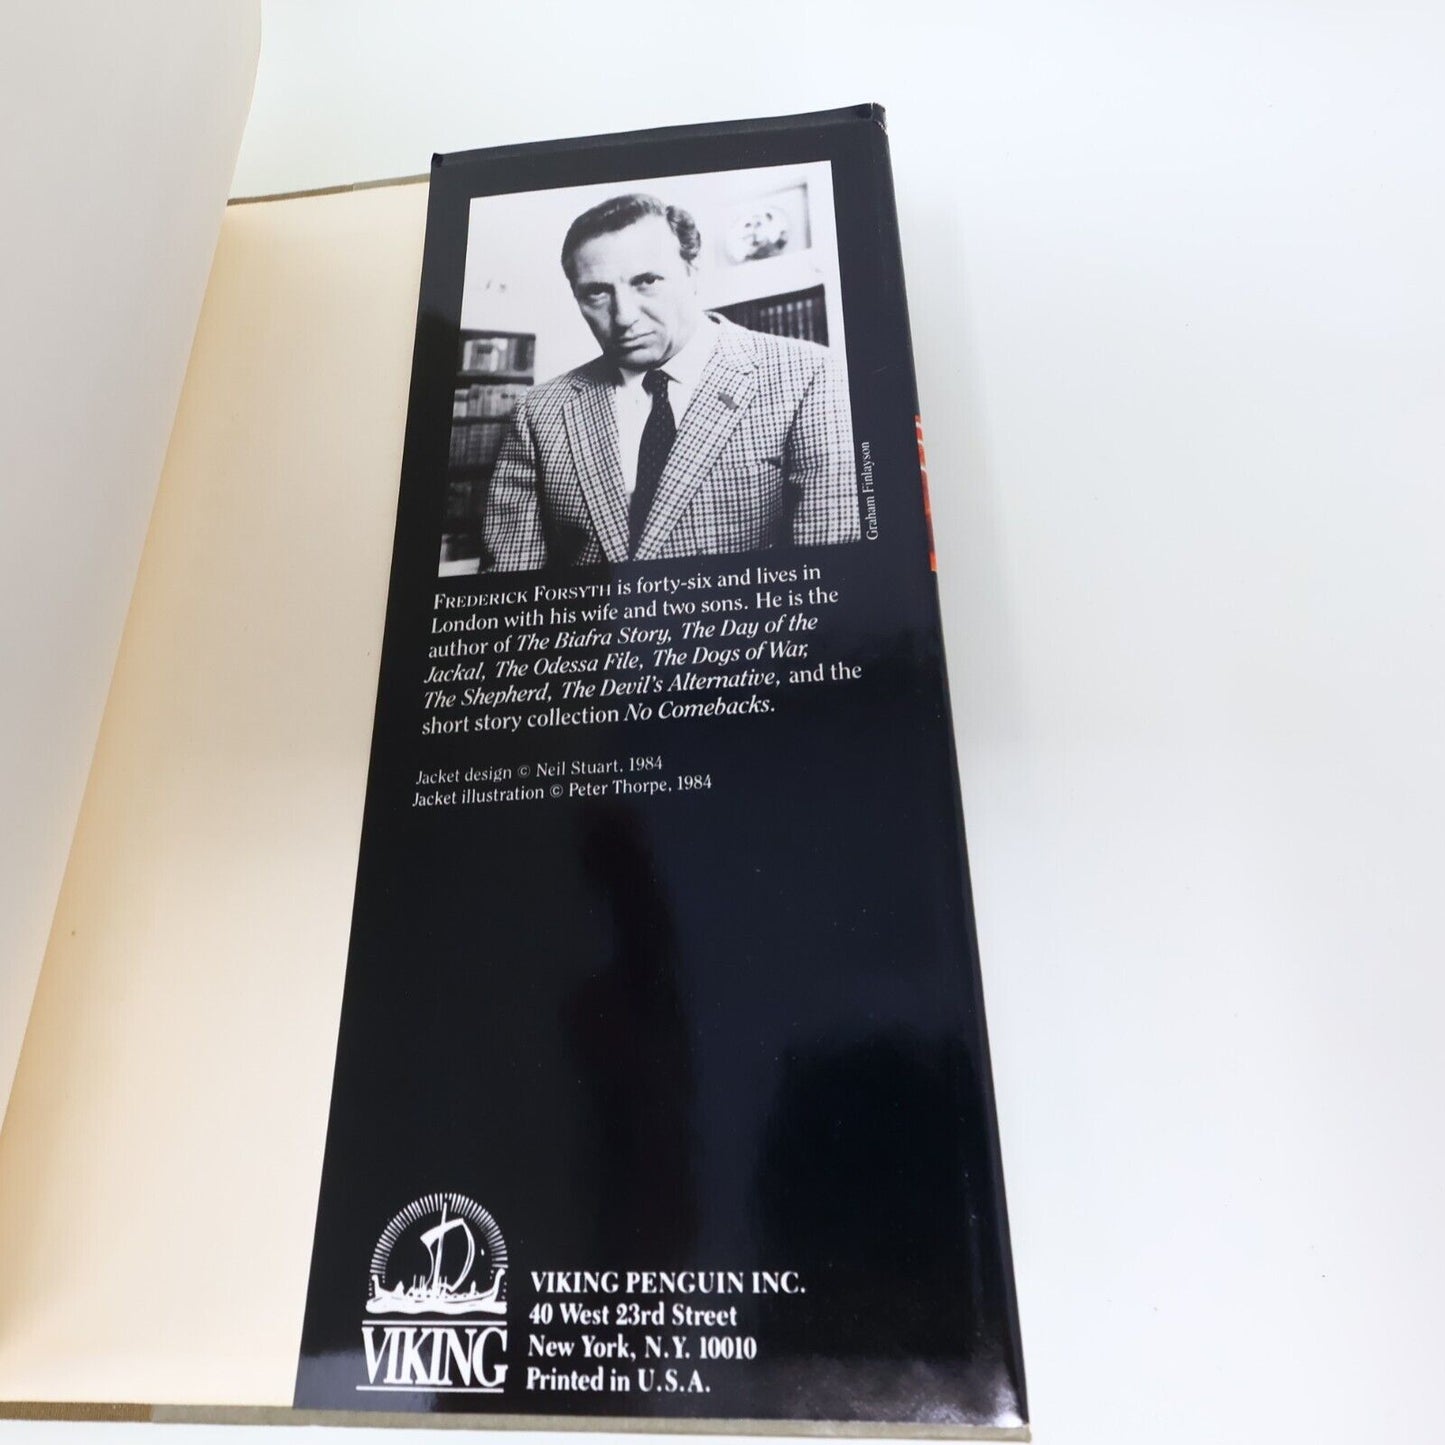 Graham Finlayson
FREDERICK FORSYTH is forty-six and lives in
London with his wife and two sons. He is the
author of The Biafra Story, The Day of the
Jackal, The Odessa File, The Dogs of War,
The Shepherd, The Devil's Alternative, and the
short story collection No Comebacks.
Jacket design © Neil Stuart, 1984
Jacket illustration © Peter Thorpe, 1984
VIKING
VIKING PENGUIN INC.
40 West 23rd Street
New York, N.Y. 10010
Printed in U.S.A.